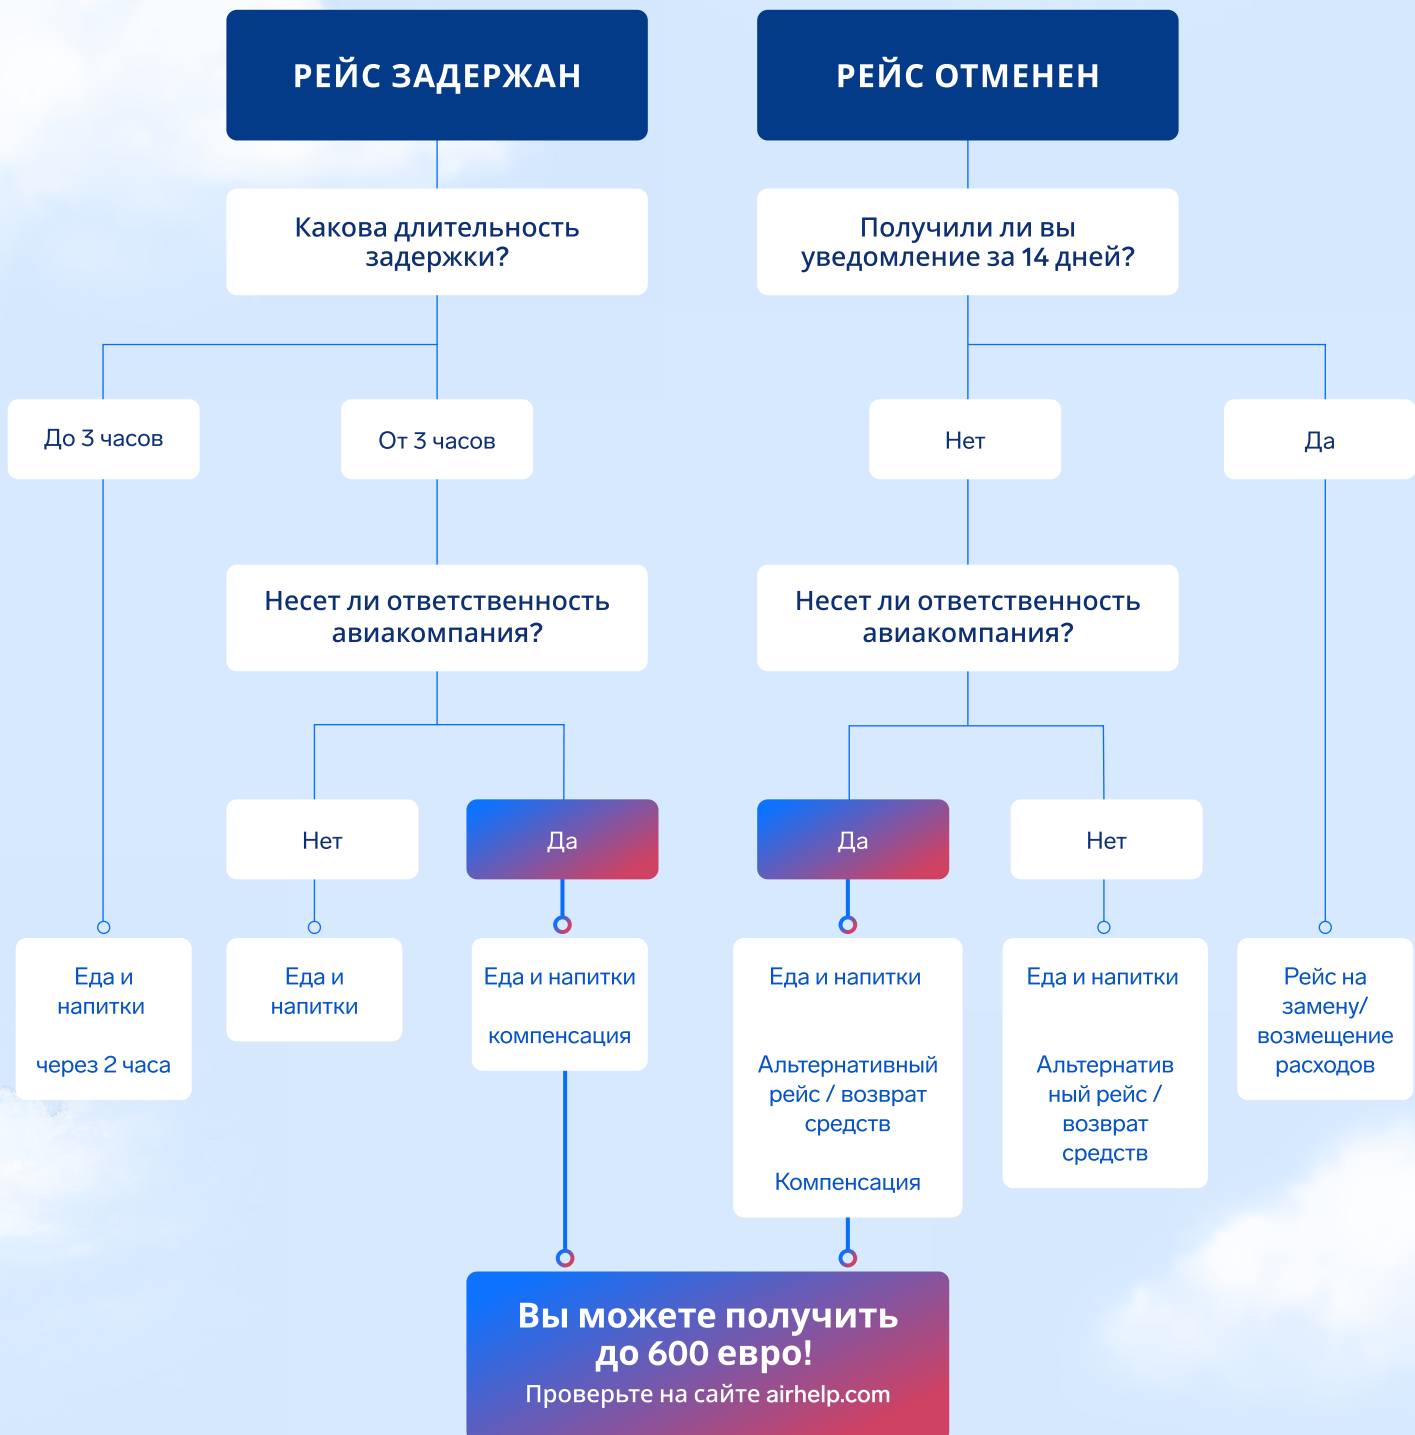 РЕЙС ЗАДЕРЖАН
РЕЙС ОТМЕНЕН
Какова длительность
задержки?
Получили ли вы
уведомление за 14 дней?
До 3 часов
От 3 часов
Нет
Да
Несет ли ответственность
авиакомпания?
Несет ли ответственность
авиакомпания?
Нет
Да
Да
Нет
Еда и
напитки
через 2 часа
Еда и
напитки
Еда и напитки
компенсация
Еда и напитки
Альтернативный
рейс / возврат
средств
Компенсация
Еда и напитки
Альтернатив
ный рейс /
возврат
средств
Рейс на
замену/
возмещение
расходов
Вы можете получить
до 600 евро!
Проверьте на сайте airhelp.com